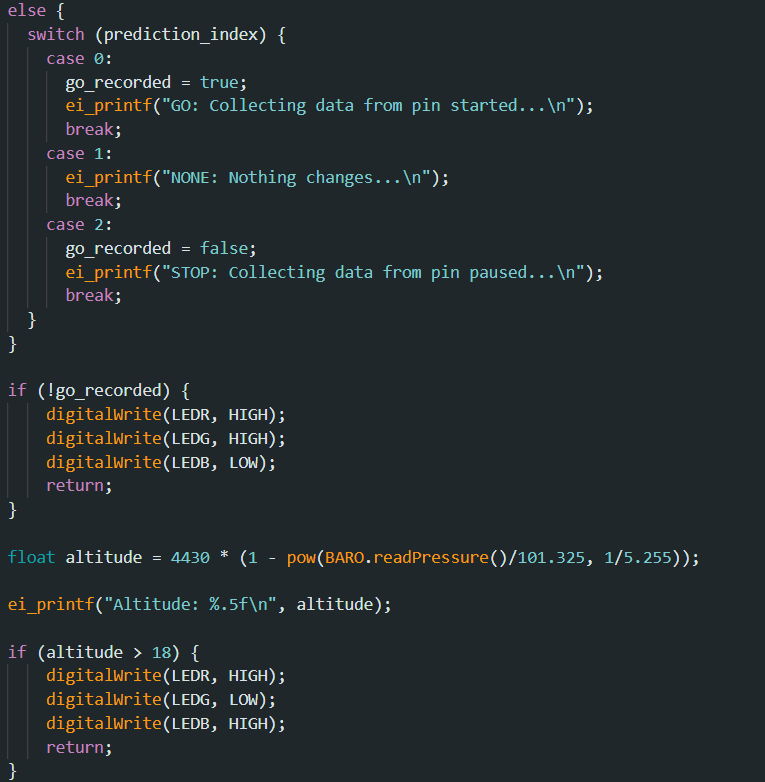 else {
  switch (prediction_index) {
    case 0:
      go_recorded = true;
      ei_printf("GO: Collecting data from pin started...\n");
      break;
    case 1:
      ei_printf("NONE: Nothing changes...\n");
      break;
    case 2:
      go_recorded = false;
      ei_printf("STOP: Collecting data from pin paused...\n");
      break;
  }
}

if (!go_recorded) {
    digitalWrite(LEDR, HIGH);
    digitalWrite(LEDG, HIGH);
    digitalWrite(LEDB, LOW);
    return;
}

float altitude = 4430 * (1 - pow(BARO.readPressure()/101.325, 1/5.255));

ei_printf("Altitude: %.5f\n", altitude);

if (altitude > 18) {
    digitalWrite(LEDR, HIGH);
    digitalWrite(LEDG, LOW);
    digitalWrite(LEDB, HIGH);
    return;
}